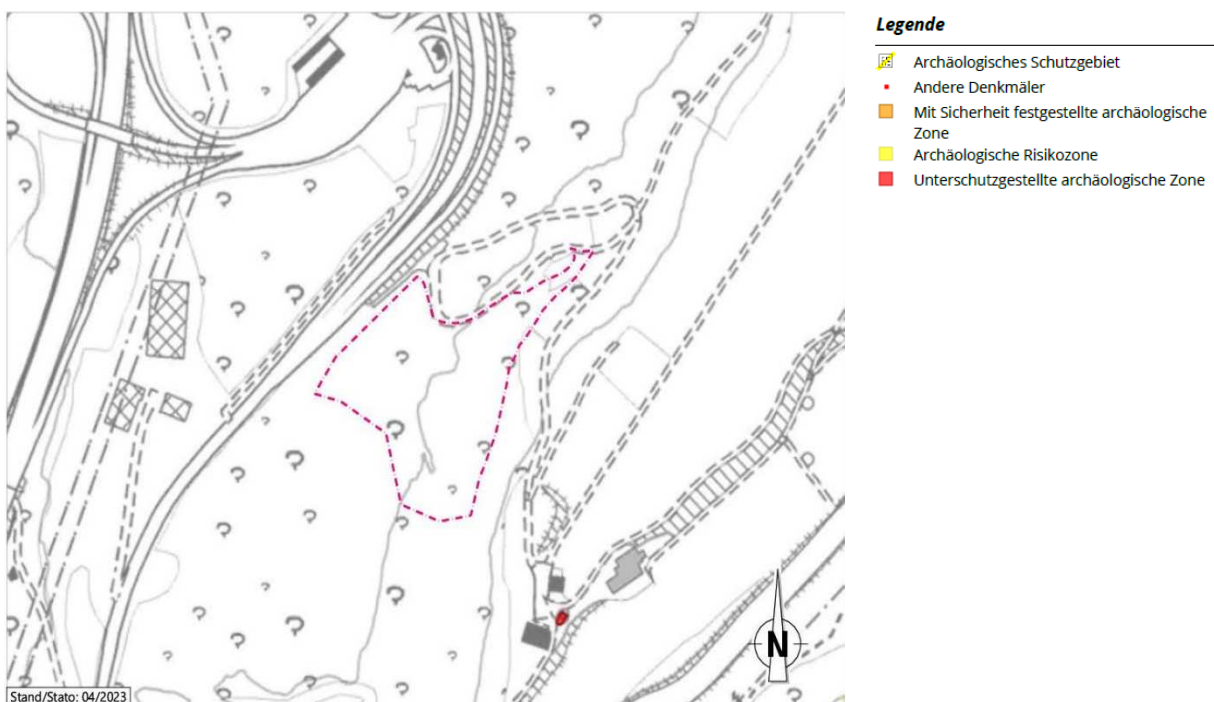 Legende
Archäologisches Schutzgebiet
Andere Denkmäler
Mit Sicherheit festgestellte archäologische
Zone
Archäologische Risikozone
Unterschutzgestellte archäologische Zone
N
Stand/Stato: 04/2023